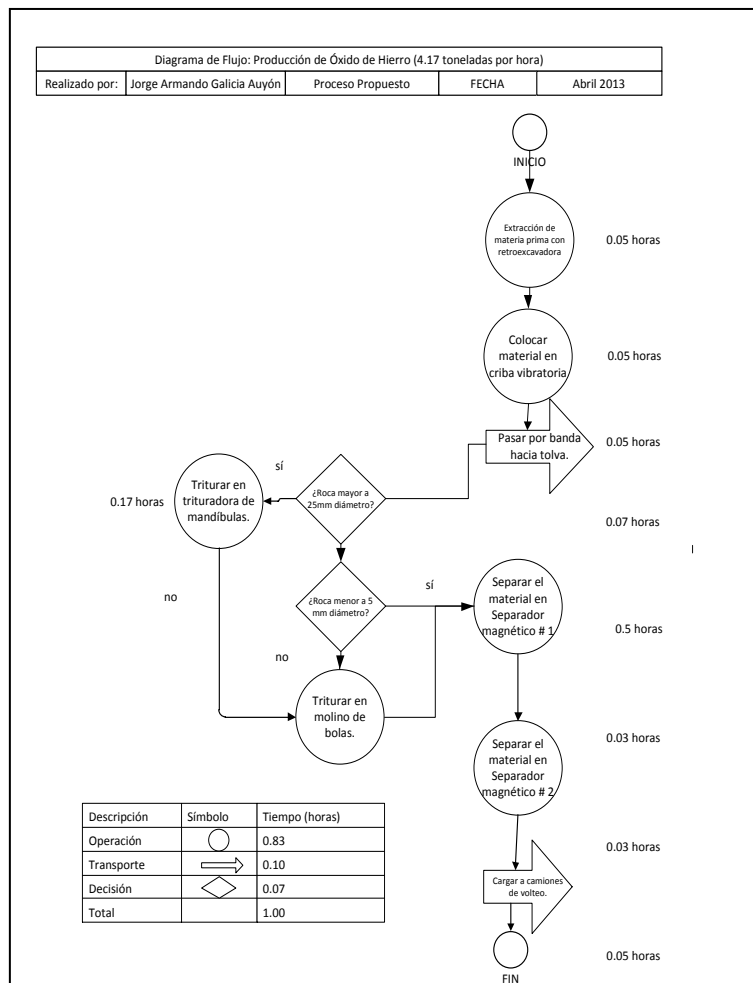 Diagrama de Flujo: Producción de Óxido de Hierro (4.17 toneladas por hora)
Realizado por: Jorge Armando Galicia Auyón Proceso Propuesto FECHA Abril 2013
INICIO
Extracción de
materia prima con
retroexcavadora
0.05 horas
Colocar
material en
criba vibratoria
0.05 horas
Pasar por banda
hacia tolva.
0.05 horas
sí
¿Roca mayor a
25mm diámetro?
Triturar en
trituradora de
mandíbulas.
0.17 horas
0.07 horas
no
¿Roca menor a 5
mm diámetro?
sí
no
Separar el
material en
Separador
magnético # 1
0.5 horas
Triturar en
molino de
bolas.
0.03 horas
Separar el
material en
Separador
magnético # 2
0.03 horas
Cargar a camiones
de volteo.
0.05 horas
FIN
Descripción Símbolo Tiempo (horas)
Operación 0.83
Transporte 0.10
Decisión 0.07
Total 1.00